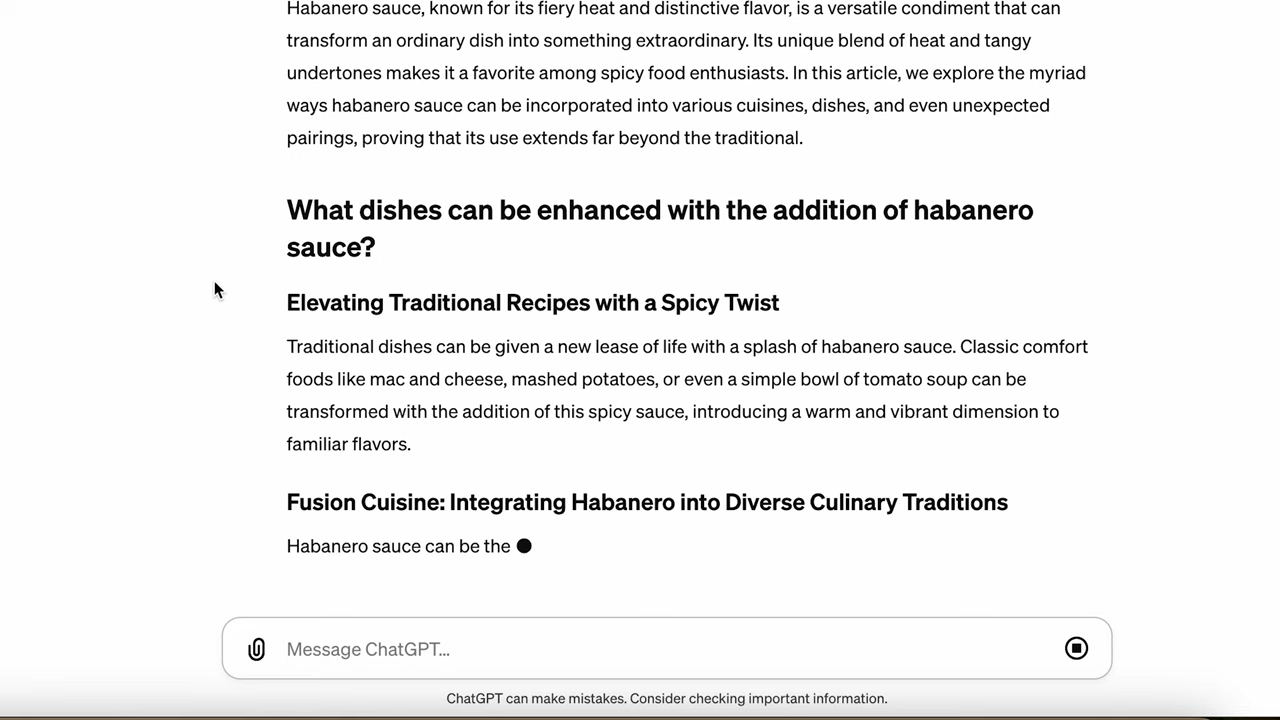 Habanero sauce, known for its fiery heat and distinctive flavor, is a versatile condiment that can
transform an ordinary dish into something extraordinary. Its unique blend of heat and tangy
undertones makes it a favorite among spicy food enthusiasts. In this article, we explore the myriad
ways habanero sauce can be incorporated into various cuisines, dishes, and even unexpected
pairings, proving that its use extends far beyond the traditional.
What dishes can be enhanced with the addition of habanero
sauce?
Elevating Traditional Recipes with a Spicy Twist
Traditional dishes can be given a new lease of life with a splash of habanero sauce. Classic comfort
foods like mac and cheese, mashed potatoes, or even a simple bowl of tomato soup can be
transformed with the addition of this spicy sauce, introducing a warm and vibrant dimension to
familiar flavors.
Fusion Cuisine: Integrating Habanero into Diverse Culinary Traditions
Habanero sauce can be the
Message ChatGPT...
ChatGPT can make mistakes. Consider checking important information.